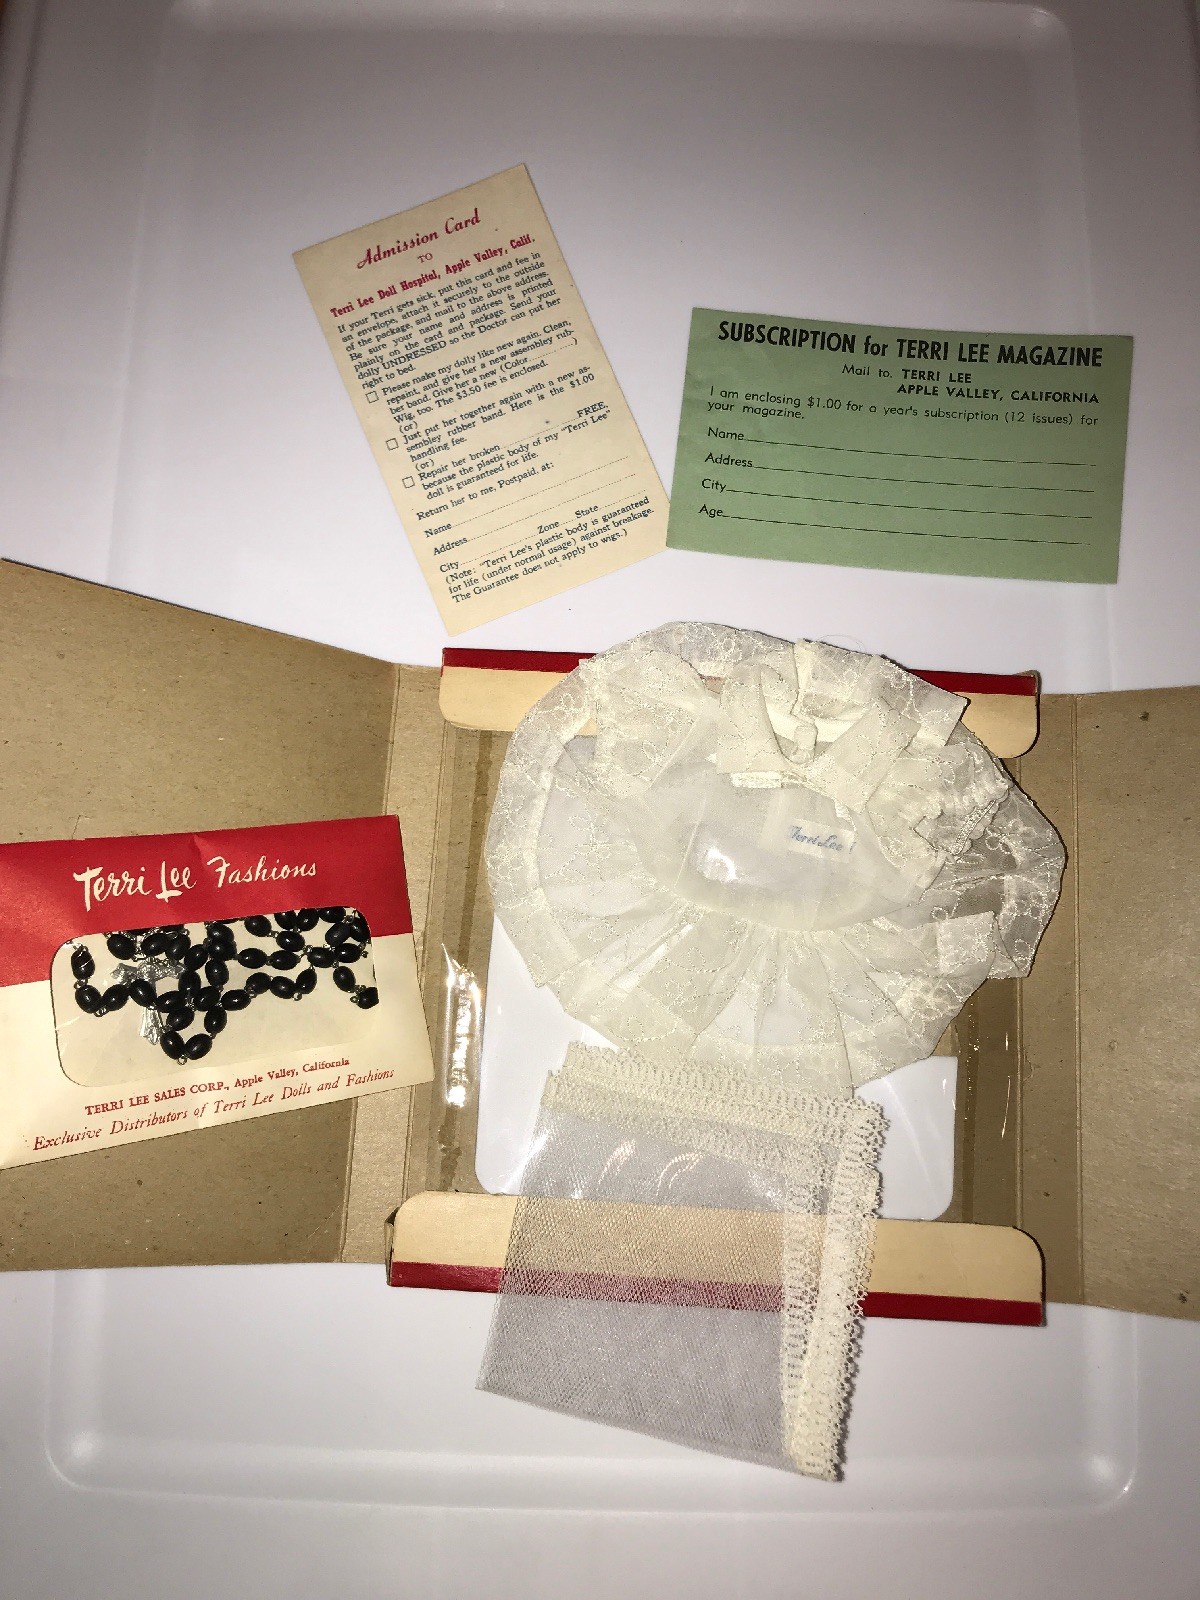 Admission Card
TO
Terri Lee Doll Hospital, Apple Valley, Calif.
If your Terri gets sick, put this card and fee in
an envelope, attach it securely to the outside
of the package, and mail to the above address.
Be sure your name and address is printed
plainly on the card and package. Send your
dolly UNDRESSED so the Doctor can put her
right to bed.
Please make my dolly like new again. Clean,
repaint, and give her a new assembly rub-
ber band. Give her a new (Color..........)
Wig, too. The $3.50 fee is enclosed.
(or)
Just put her together again with a new as-
sembly rubber band. Here is the $1.00
handling fee.
(or)
Repair her broken..........FREE,
because the plastic body of my "Terri Lee"
doll is guaranteed for life.
Return her to me, Postpaid, at:
Name
Address
City..........Zone.....State..........
(Note: "Terri Lee's plastic body is guaranteed
for life (under normal usage) against breakage.
The Guarantee does not apply to wigs.)
SUBSCRIPTION for TERRI LEE MAGAZINE
Mail to. TERRI LEE
APPLE VALLEY, CALIFORNIA
I am enclosing $1.00 for a year's subscription (12 issues) for
your magazine.
Name
Address
City
Age
Terri Lee
Terri Lee Fashions
TERRI LEE SALES CORP., Apple Valley, California
Exclusive Distributors of Terri Lee Dolls and Fashions